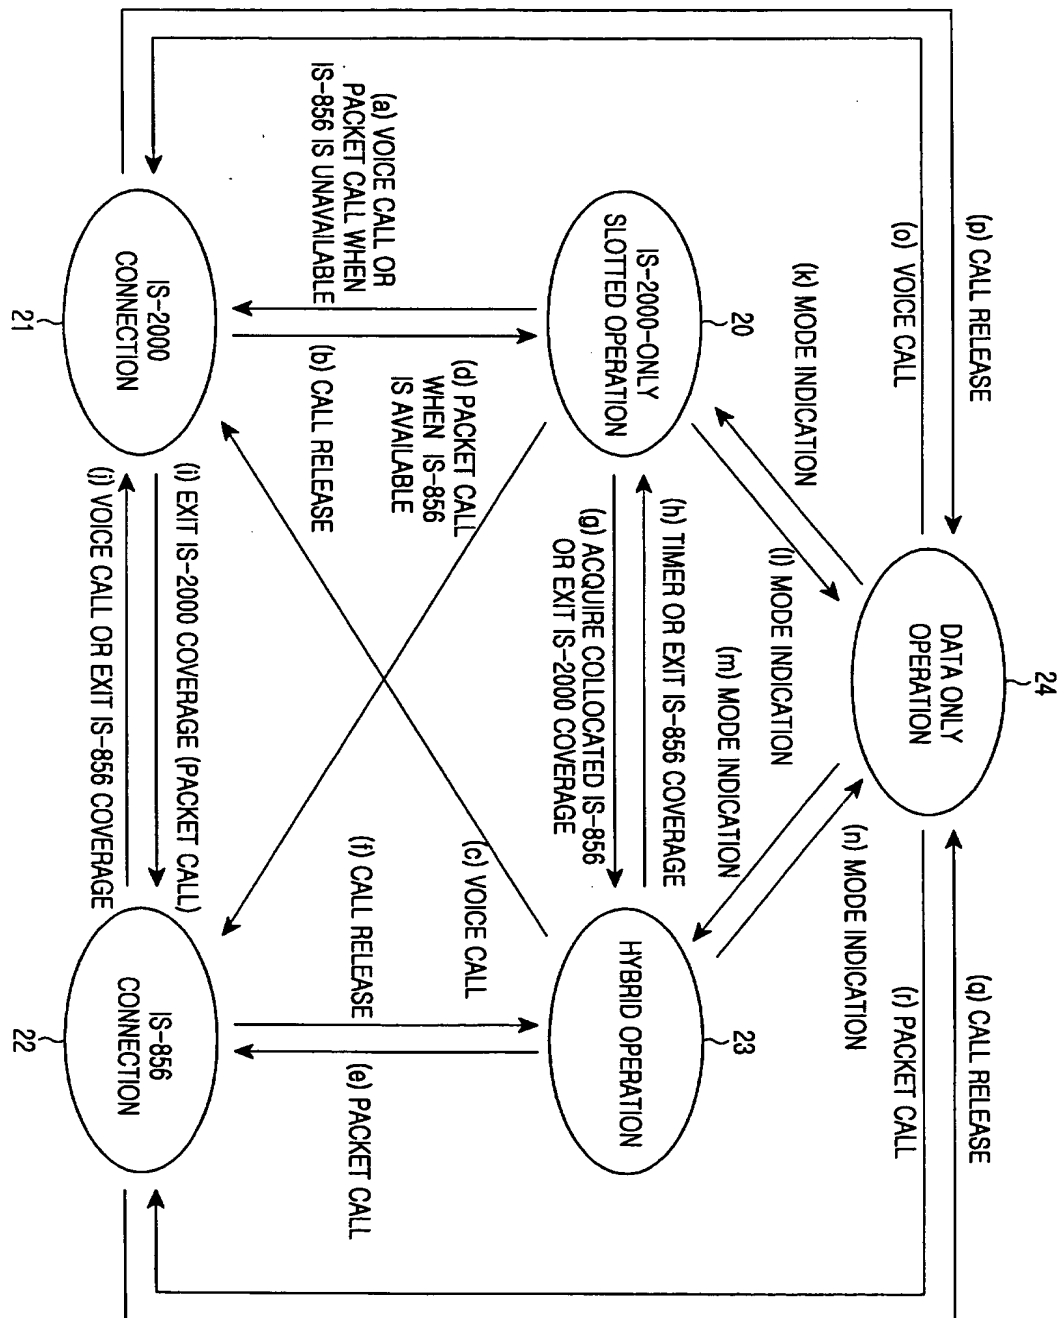 24
DATA ONLY
OPERATION
(p) CALL RELEASE
(o) VOICE CALL
(q) CALL RELEASE
(r) PACKET CALL
(k) MODE INDICATION
(l) MODE INDICATION
(m) MODE INDICATION
(n) MODE INDICATION
20
IS-2000-ONLY
SLOTTED OPERATION
(h) TIMER OR EXIT IS-856 COVERAGE
(g) ACQUIRE COLLOCATED IS-856
OR EXIT IS-2000 COVERAGE
23
HYBRID OPERATION
(a) VOICE CALL OR
PACKET CALL WHEN
IS-856 IS UNAVAILABLE
(b) CALL RELEASE
(d) PACKET CALL
WHEN IS-856
IS AVAILABLE
(c) VOICE CALL
(f) CALL RELEASE
(e) PACKET CALL
IS-2000
CONNECTION
21
(i) EXIT IS-2000 COVERAGE (PACKET CALL)
(j) VOICE CALL OR EXIT IS-856 COVERAGE
IS-856
CONNECTION
22